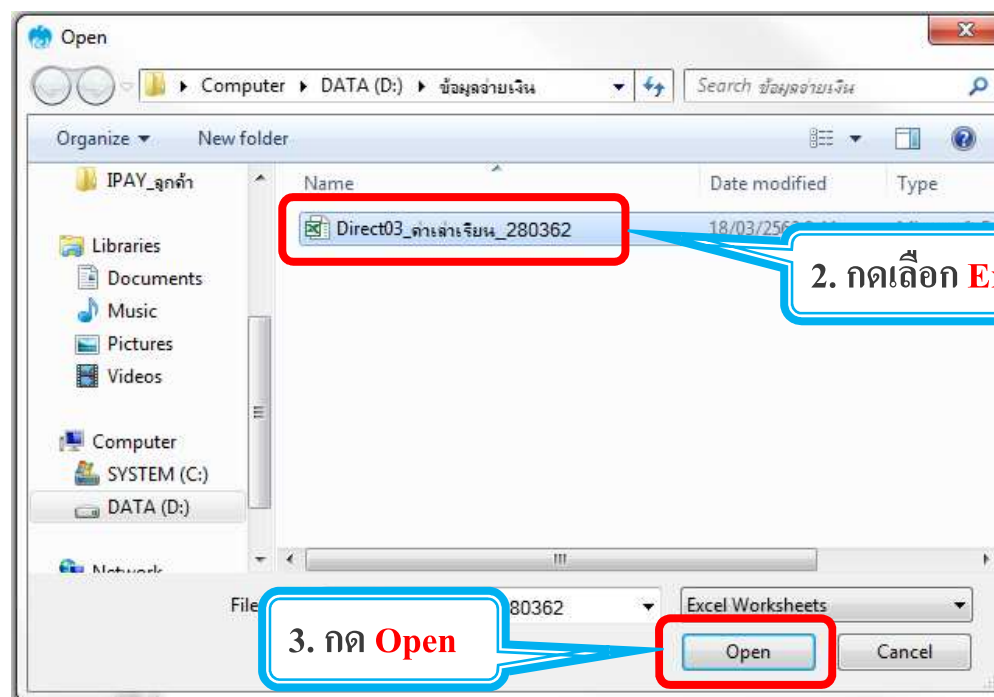 Open
Computer ▸ DATA (D:) ▸ ข้อมูลจ่ายเงิน
Search ข้อมูลจ่ายเงิน
Organize
New folder
IPAY_ลูกค้า
Name
Date modified
Type
Direct03_ค่าเล่าเรียน_280362
Libraries
2. กดเลือก
Documents
Music
Pictures
Videos
Computer
SYSTEM (C:)
DATA (D:)
Network
File
80362
Excel Worksheets
3. กด Open
Open
Cancel